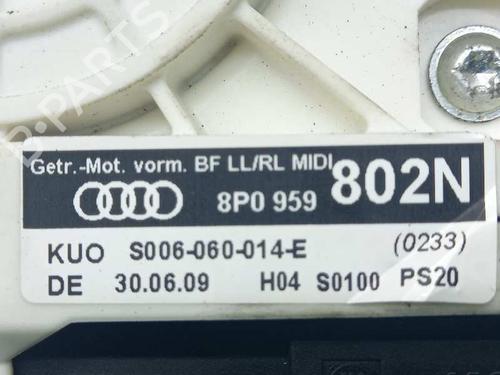 Getr.-Mot. vorm. BF LL/RL MIDI
8P0 959 802N
KUO S006-060-014-E (0233)
DE 30.06.09 H04 S0100 PS20